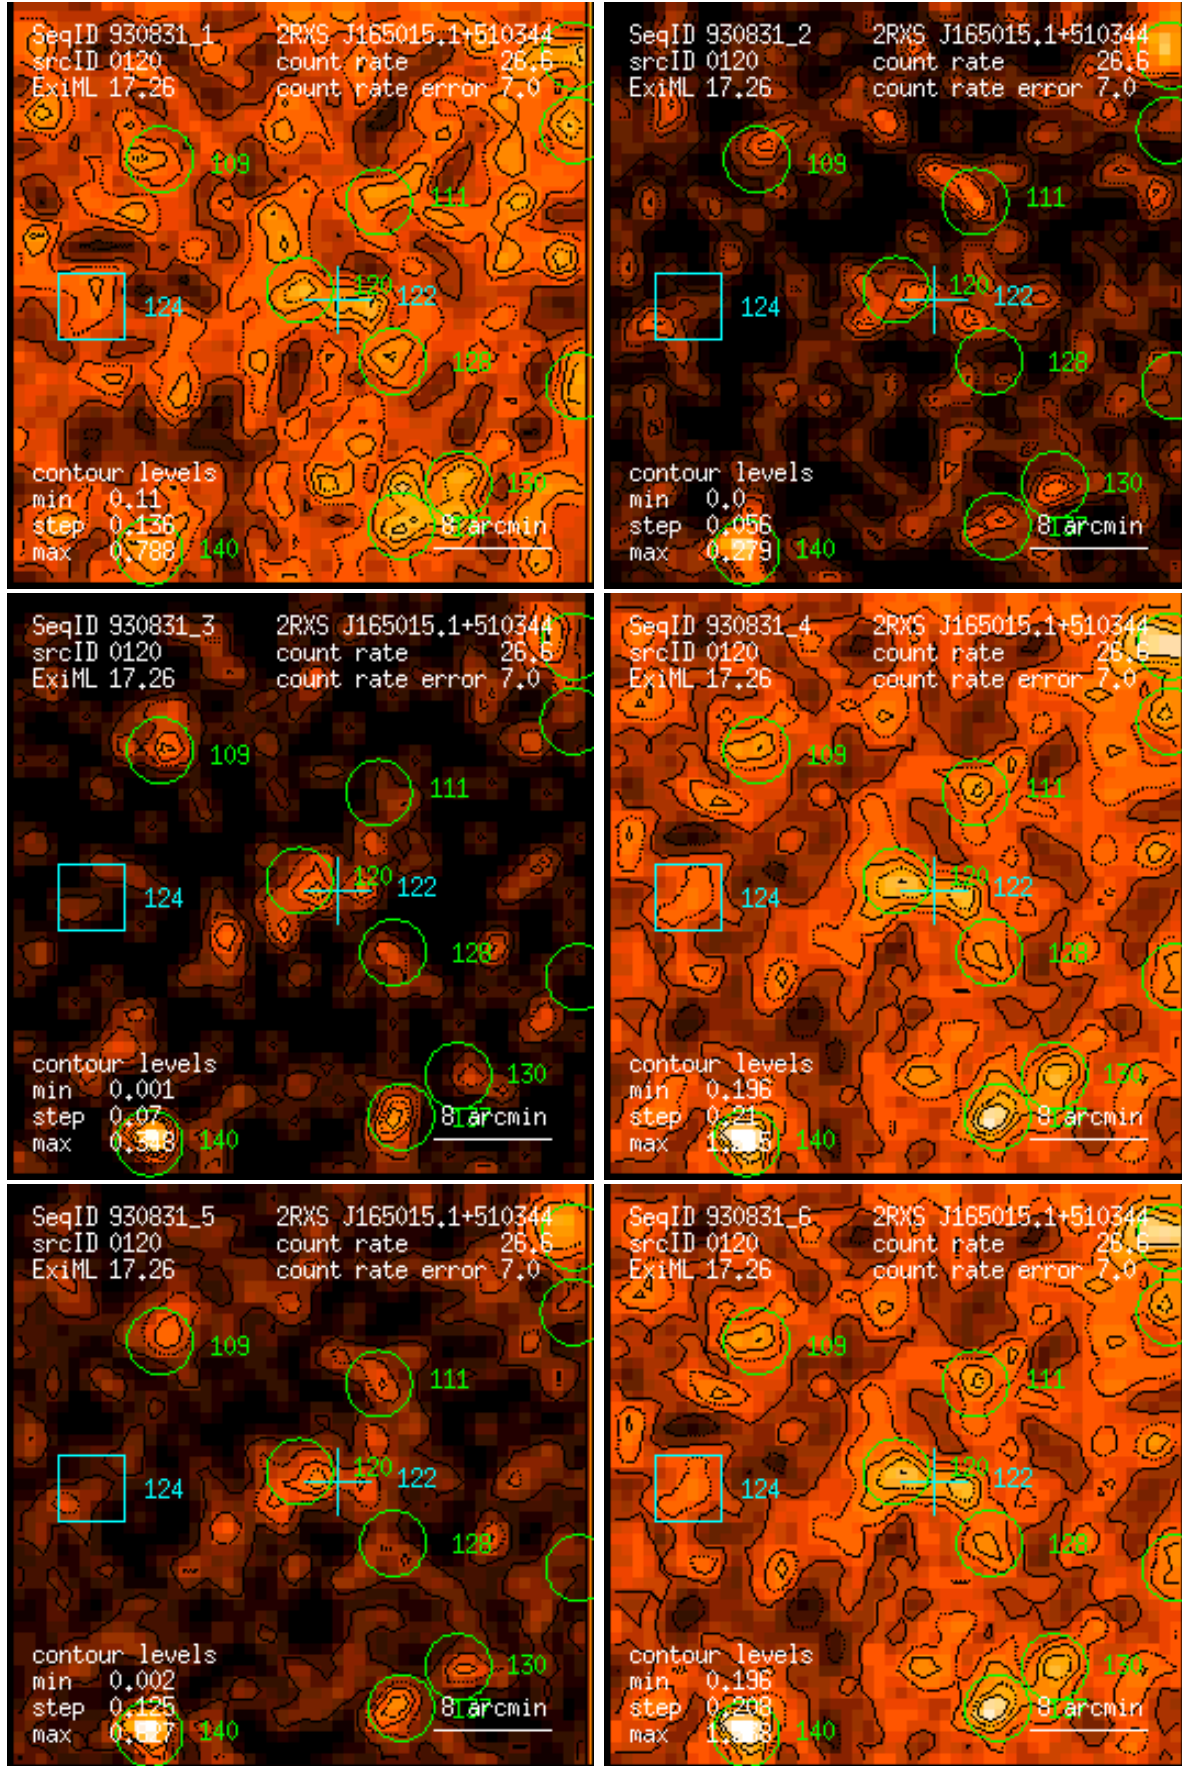 SeqID 930831_1 2RXS J165015.1+510344
srcID 0120 count rate 26.6
ExiML 17.26 count rate error 7.0
109
111
120
122
124
128
contour levels
min 0.11
130
step 0.136 8 arcmin
max 0.788 140
SeqID 930831_2 2RXS J165015.1+510344
srcID 0120 count rate 26.6
ExiML 17.26 count rate error 7.0
109
111
120
122
124
128
contour levels
min 0.0 130
step 0.056 8 arcmin
max 0.279 140
SeqID 930831_3 2RXS J165015.1+510344
srcID 0120 count rate 26.6
ExiML 17.26 count rate error 7.0
109
111
120
122
124
128
contour levels
min 0.001 130
step 0.07 8 arcmin
max 140
SeqID 930831_4 2RXS J165015.1+510344
srcID 0120 count rate 26.6
ExiML 17.26 count rate error 7.0
109
111
120
122
124
128
contour levels
min 0.196 130
step 0.21 8 arcmin
max 140
SeqID 930831_5 2RXS J165015.1+510344
srcID 0120 count rate 26.6
ExiML 17.26 count rate error 7.0
109
111
120
122
124
128
contour levels
min 0.002 130
step 0.125 8 arcmin
max 140
SeqID 930831_6 2RXS J165015.1+510344
srcID 0120 count rate 26.6
ExiML 17.26 count rate error 7.0
109
111
120
122
124
128
contour levels
min 0.196 130
step 0.208 8 arcmin
max 140